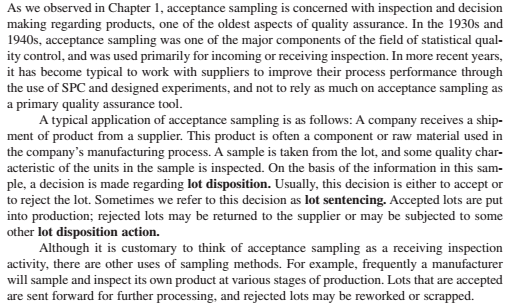 As we observed in Chapter 1, acceptance sampling is concerned with inspection and decision
making regarding products, one of the oldest aspects of quality assurance. In the 1930s and
1940s, acceptance sampling was one of the major components of the field of statistical qual-
ity control, and was used primarily for incoming or receiving inspection. In more recent years,
it has become typical to work with suppliers to improve their process performance through
the use of SPC and designed experiments, and not to rely as much on acceptance sampling as
a primary quality assurance tool.
A typical application of acceptance sampling is as follows: A company receives a ship-
ment of product from a supplier. This product is often a component or raw material used in
the company's manufacturing process. A sample is taken from the lot, and some quality char-
acteristic of the units in the sample is inspected. On the basis of the information in this sam-
ple, a decision is made regarding lot disposition. Usually, this decision is either to accept or
to reject the lot. Sometimes we refer to this decision as lot sentencing. Accepted lots are put
into production; rejected lots may be returned to the supplier or may be subjected to some
other lot disposition action.
Although it is customary to think of acceptance sampling as a receiving inspection
activity, there are other uses of sampling methods. For example, frequently a manufacturer
will sample and inspect its own product at various stages of production. Lots that are accepted
are sent forward for further processing, and rejected lots may be reworked or scrapped.